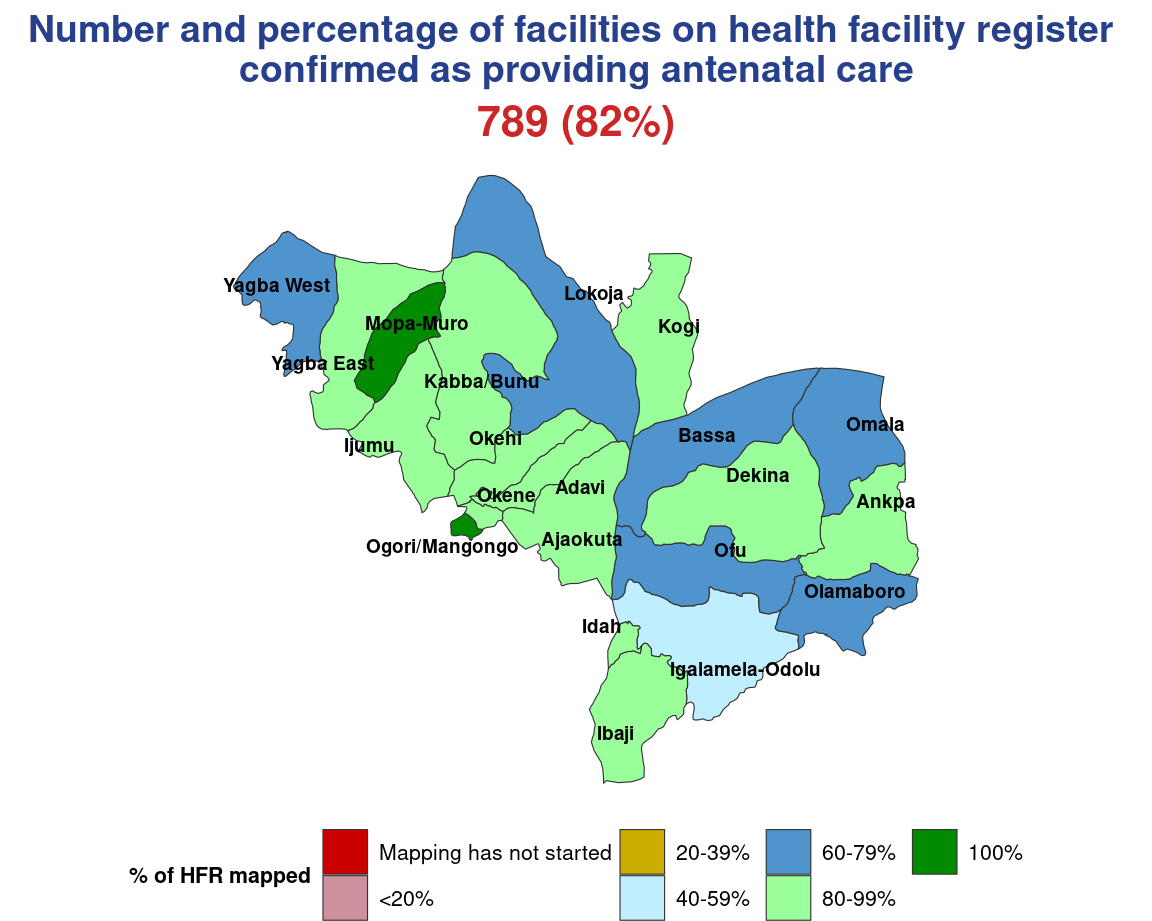 Number and percentage of facilities on health facility register
confirmed as providing antenatal care
789 (82%)
Yagba West
Lokoja
Mopa-Muro
Kogi
Yagba East
Kabba/Bunu
Omala
Bassa
Okehi
Ijumu
Dekina
Adavi
Okene
Ankpa
Ajaokuta
Ogori/Mangongo
Ofu
Olamaboro
Idah
Igalamela-Odolu
Ibaji
% of HFR mapped
Mapping has not started
<20%
20-39%
40-59%
60-79%
80-99%
100%